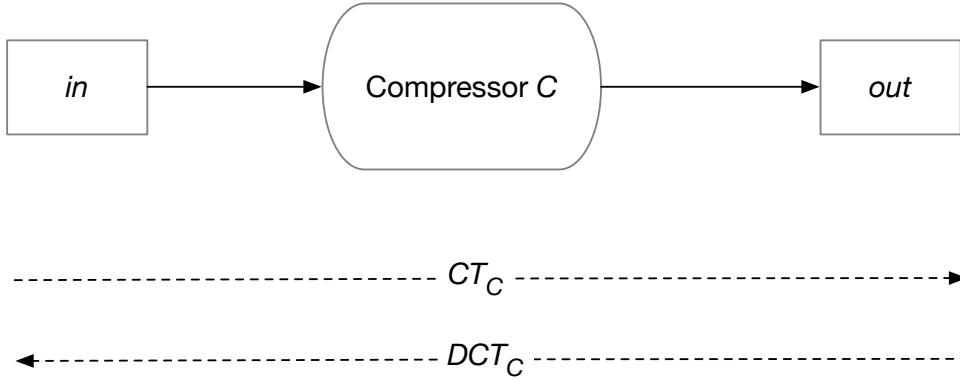 in
Compressor C
out
CT_C
DCT_C